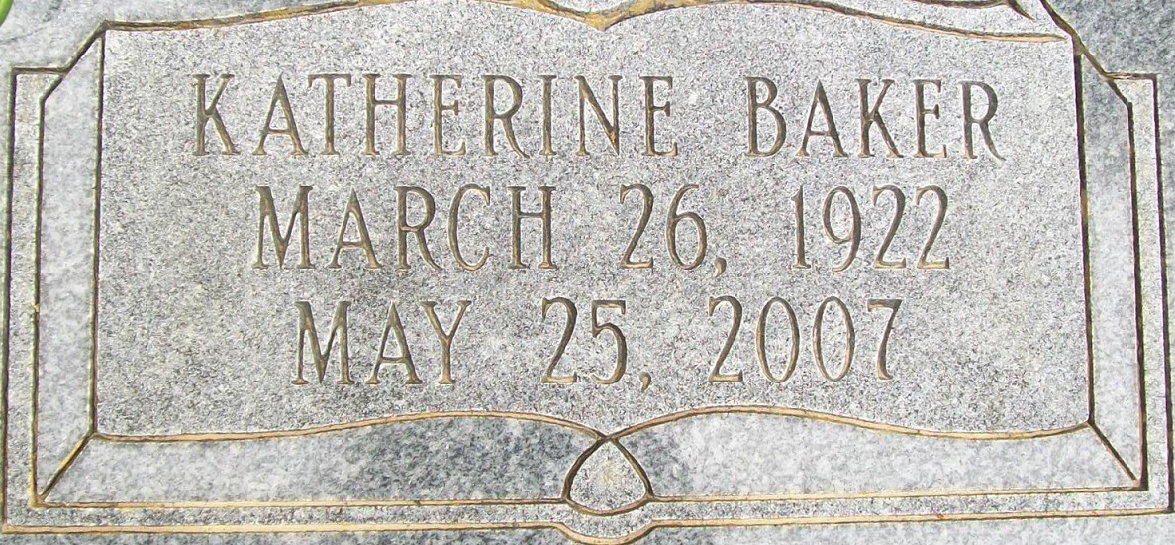 KATHERINE BAKER
MARCH 26, 1922
MAY 25, 2007